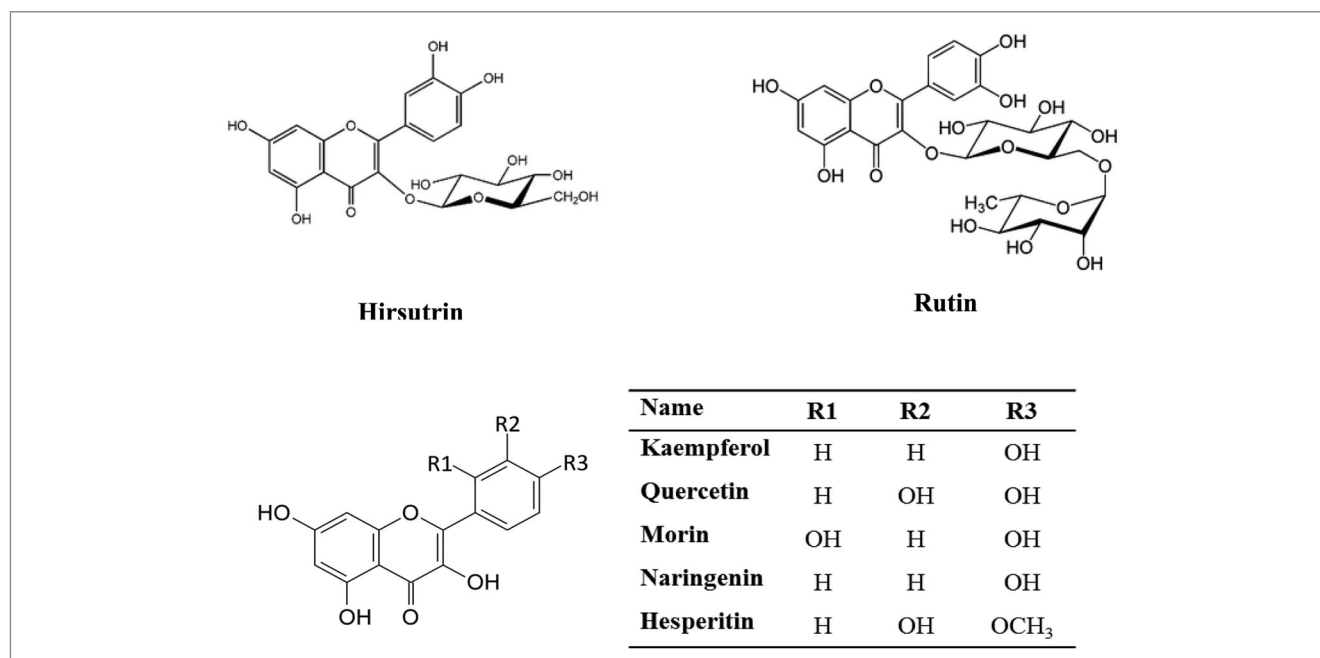 OH
OH
HO
O
OH
HO
OH
O
O
CH₂OH
OH
O
Hirsutrin
OH
HO
O
OH
OH
HO
OH
O
O
OH
O
O
H₃C
O
HO
HO
OH
Rutin
R2
R1
R3
HO
O
OH
OH
O
Name R1 R2 R3
Kaempferol H H OH
Quercetin H OH OH
Morin OH H OH
Naringenin H H OH
Hesperitin H OH OCH₃